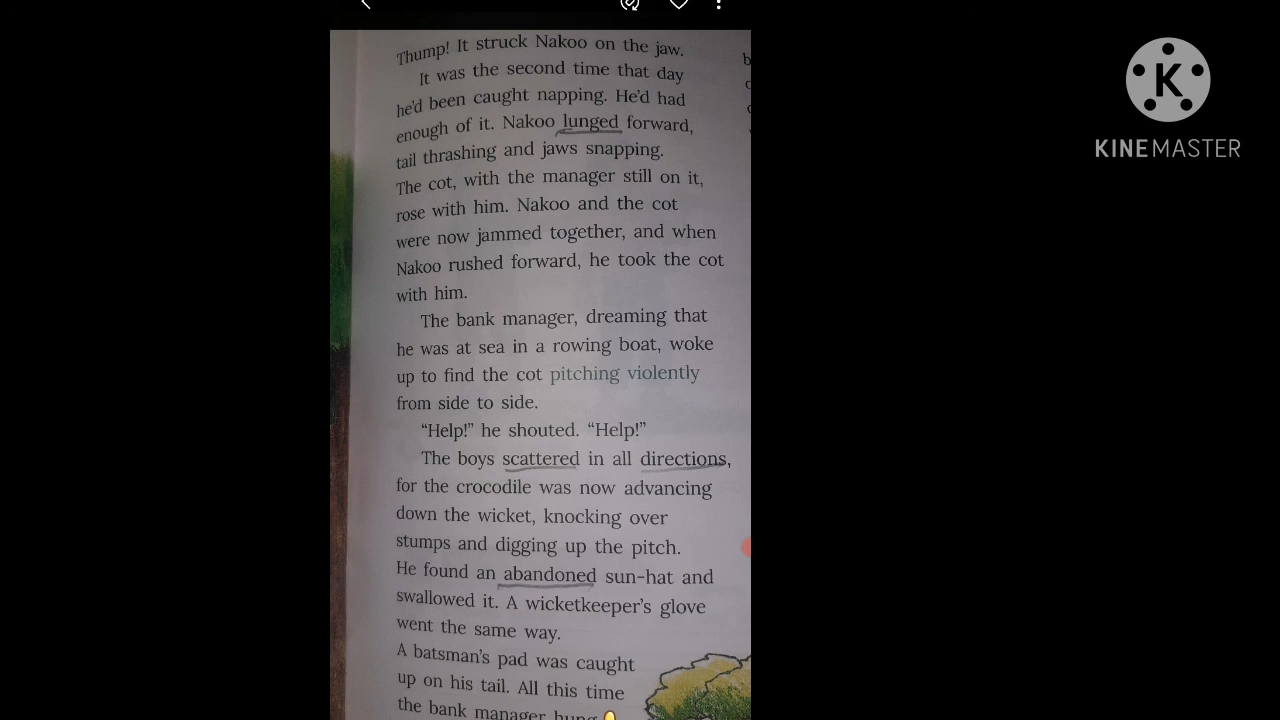 Thump! It struck Nakoo on the jaw.
It was the second time that day
he'd been caught napping. He'd had
enough of it. Nakoo lunged forward,
tail thrashing and jaws snapping.
The cot, with the manager still on it,
rose with him. Nakoo and the cot
were now jammed together, and when
Nakoo rushed forward, he took the cot
with him.
The bank manager, dreaming that
he was at sea in a rowing boat, woke
up to find the cot pitching violently
from side to side.
“Help!” he shouted. “Help!”
The boys scattered in all directions,
for the crocodile was now advancing
down the wicket, knocking over
stumps and digging up the pitch.
He found an abandoned sun-hat and
swallowed it. A wicketkeeper's glove
went the same way.
A batsman's pad was caught
up on his tail. All this time
the bank manager hung
K
KINEMASTER